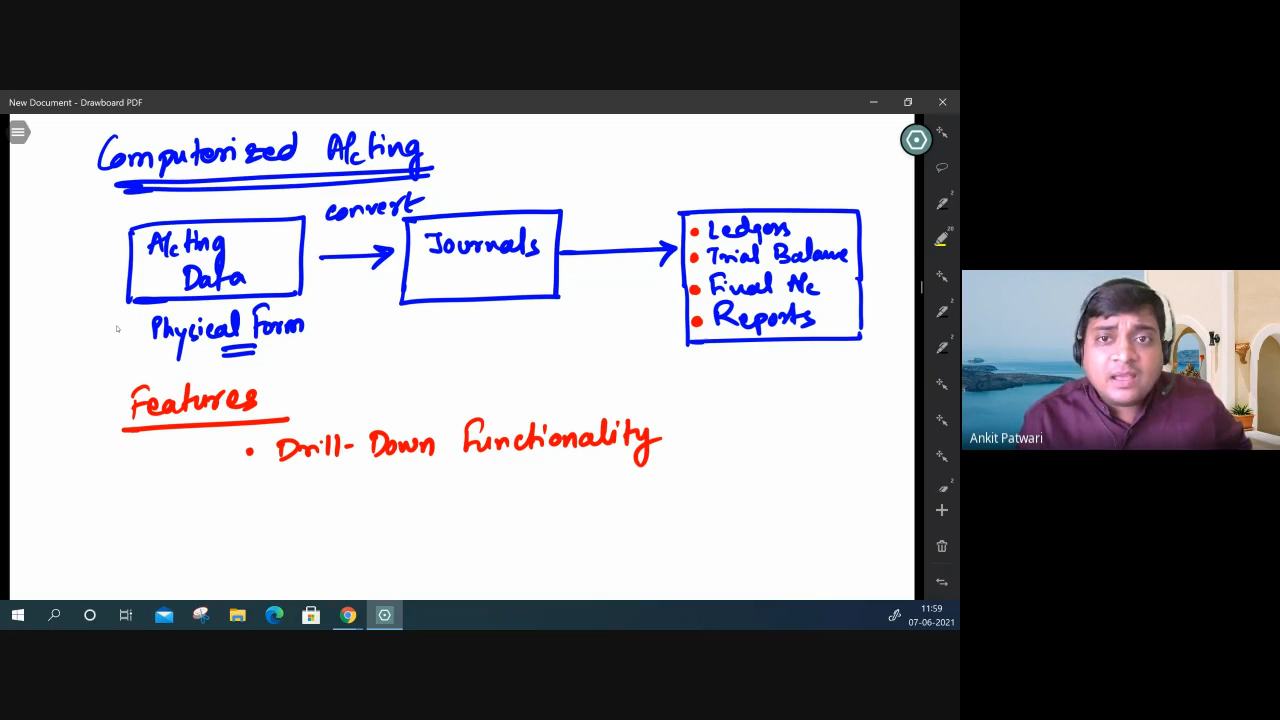 New Document - Drawboard PDF
Computerized A/cting
convert
A/cting
Data
Journals
• Ledgers
• Trial Balance
• Final A/c
• Reports
Physical Form
Features
• Drill-Down Functionality
Ankit Patwari
11:59
07-06-2021